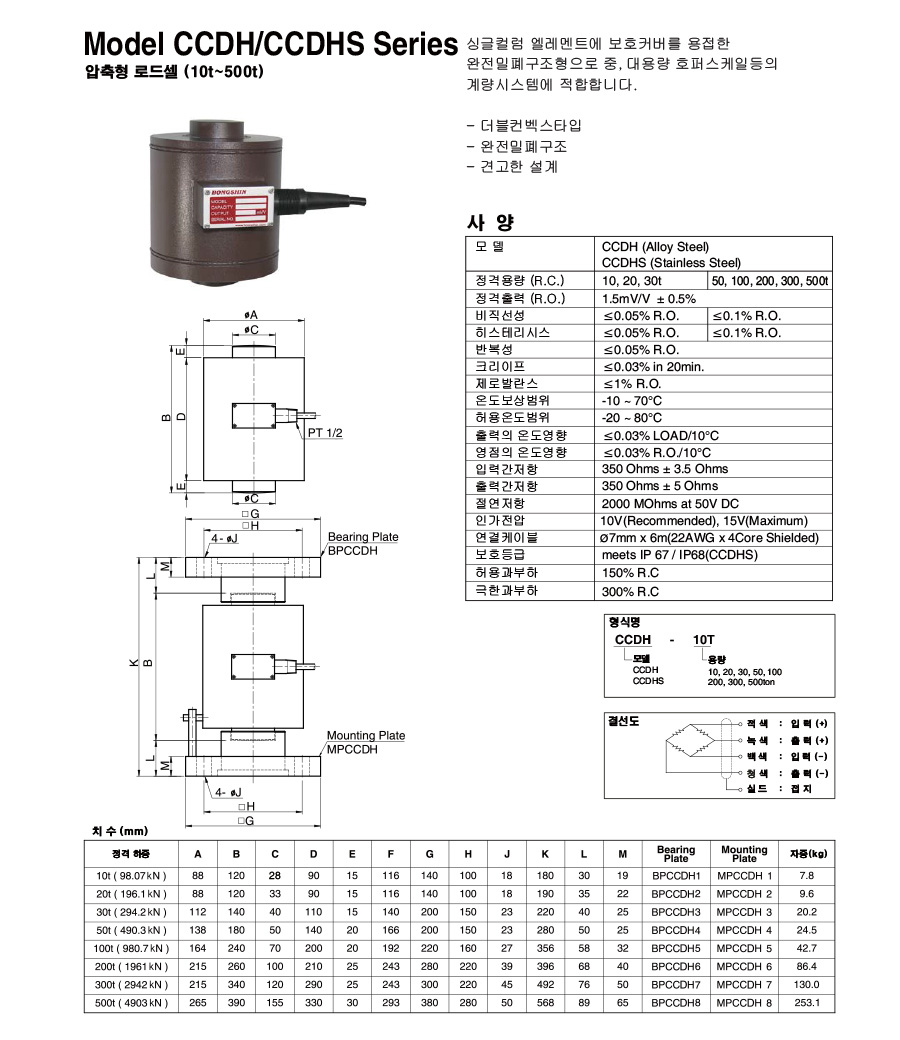 Model CCDH/CCDHS Series
압축형 로드셀 (10t~500t)
싱글컬럼 엘레멘트에 보호커버를 용접한
완전밀폐구조형으로 중, 대용량 호퍼스케일등의
계량시스템에 적합합니다.
– 더블컨벡스타입
– 완전밀폐구조
– 견고한 설계
BONGSHIN
MODEL
CAPACITY
OUTPUT mV/V
SERIAL NO.
øA
øC
E
B
D
E
PT 1/2
øC
□G
□H
4- øJ
Bearing Plate
BPCCDH
M
L
K
B
L
M
Mounting Plate
MPCCDH
4- øJ
□H
□G
사 양
모 델 CCDH (Alloy Steel)
CCDHS (Stainless Steel)
정격용량 (R.C.) 10, 20, 30t 50, 100, 200, 300, 500t
정격출력 (R.O.) 1.5mV/V ± 0.5%
비직선성 ≤0.05% R.O. ≤0.1% R.O.
히스테리시스 ≤0.05% R.O. ≤0.1% R.O.
반복성 ≤0.05% R.O.
크리이프 ≤0.03% in 20min.
제로발란스 ≤1% R.O.
온도보상범위 -10 ~ 70°C
허용온도범위 -20 ~ 80°C
출력의 온도영향 ≤0.03% LOAD/10°C
영점의 온도영향 ≤0.03% R.O./10°C
입력간저항 350 Ohms ± 3.5 Ohms
출력간저항 350 Ohms ± 5 Ohms
절연저항 2000 MOhms at 50V DC
인가전압 10V(Recommended), 15V(Maximum)
연결케이블 Ø7mm x 6m(22AWG x 4Core Shielded)
보호등급 meets IP 67 / IP68(CCDHS)
허용과부하 150% R.C
극한과부하 300% R.C
형식명
CCDH - 10T
모델 용량
CCDH 10, 20, 30, 50, 100
CCDHS 200, 300, 500ton
결선도
적 색 : 입 력 (+)
녹 색 : 출 력 (+)
백 색 : 입 력 (-)
청 색 : 출 력 (-)
실 드 : 접 지
치 수 (mm)
정격 하중 A B C D E F G H J K L M Bearing Plate Mounting Plate 자중(kg)
10t ( 98.07kN ) 88 120 28 90 15 116 140 100 18 180 30 19 BPCCDH1 MPCCDH 1 7.8
20t ( 196.1kN ) 88 120 33 90 15 116 140 100 18 190 35 22 BPCCDH2 MPCCDH 2 9.6
30t ( 294.2kN ) 112 140 40 110 15 140 200 150 23 220 40 25 BPCCDH3 MPCCDH 3 20.2
50t ( 490.3kN ) 138 180 50 140 20 166 200 150 23 280 50 25 BPCCDH4 MPCCDH 4 24.5
100t ( 980.7kN ) 164 240 70 200 20 192 220 160 27 356 58 32 BPCCDH5 MPCCDH 5 42.7
200t ( 1961kN ) 215 260 100 210 25 243 280 220 39 396 68 40 BPCCDH6 MPCCDH 6 86.4
300t ( 2942kN ) 215 340 120 290 25 243 300 220 45 492 76 50 BPCCDH7 MPCCDH 7 130.0
500t ( 4903kN ) 265 390 155 330 30 293 380 280 50 568 89 65 BPCCDH8 MPCCDH 8 253.1